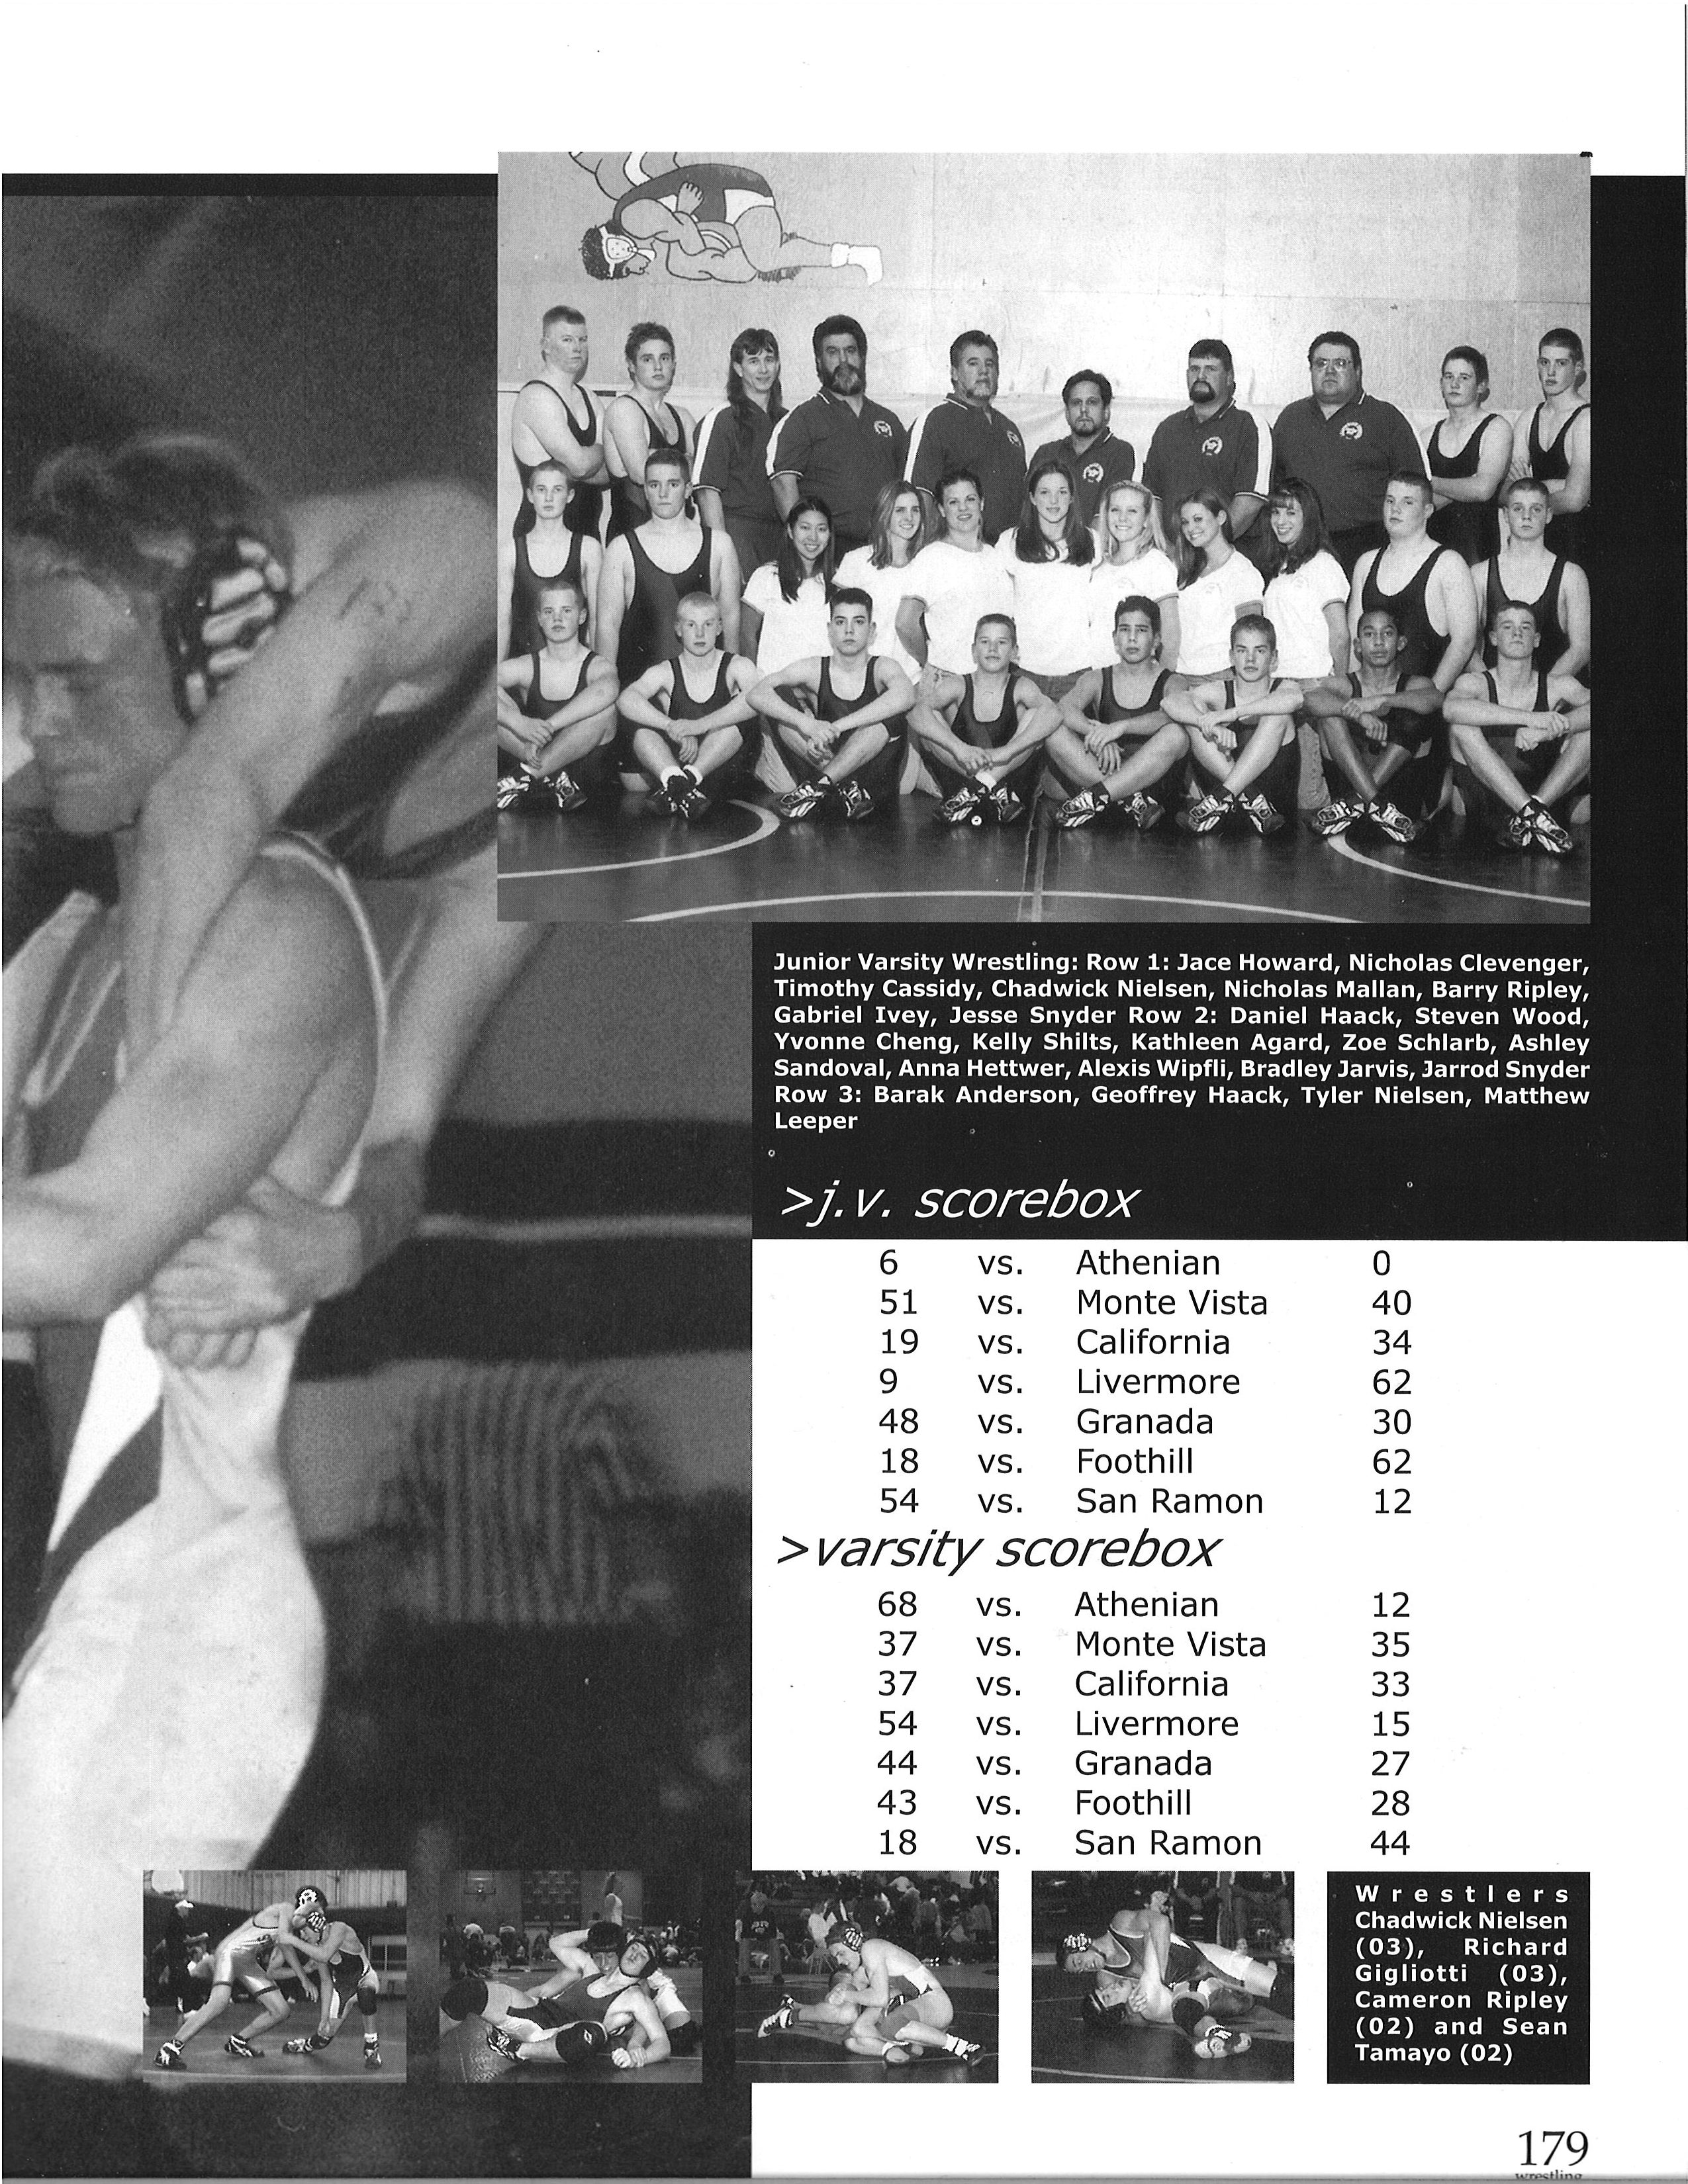 Junior Varsity Wrestling: Row 1: Jace Howard, Nicholas Clevenger,
Timothy Cassidy, Chadwick Nielsen, Nicholas Mallan, Barry Ripley,
Gabriel Ivey, Jesse Snyder Row 2: Daniel Haack, Steven Wood,
Yvonne Cheng, Kelly Shilts, Kathleen Agard, Zoe Schlarb, Ashley
Sandoval, Anna Hettwer, Alexis Wipfli, Bradley Jarvis, Jarrod Snyder
Row 3: Barak Anderson, Geoffrey Haack, Tyler Nielsen, Matthew
Leeper
>j.v. scorebox
6 vs. Athenian 0
51 vs. Monte Vista 40
19 vs. California 34
9 vs. Livermore 62
48 vs. Granada 30
18 vs. Foothill 62
54 vs. San Ramon 12
>varsity scorebox
68 vs. Athenian 12
37 vs. Monte Vista 35
37 vs. California 33
54 vs. Livermore 15
44 vs. Granada 27
43 vs. Foothill 28
18 vs. San Ramon 44
Wrestlers
Chadwick Nielsen
(03), Richard
Gigliotti (03),
Cameron Ripley
(02) and Sean
Tamayo (02)
179
wrestling